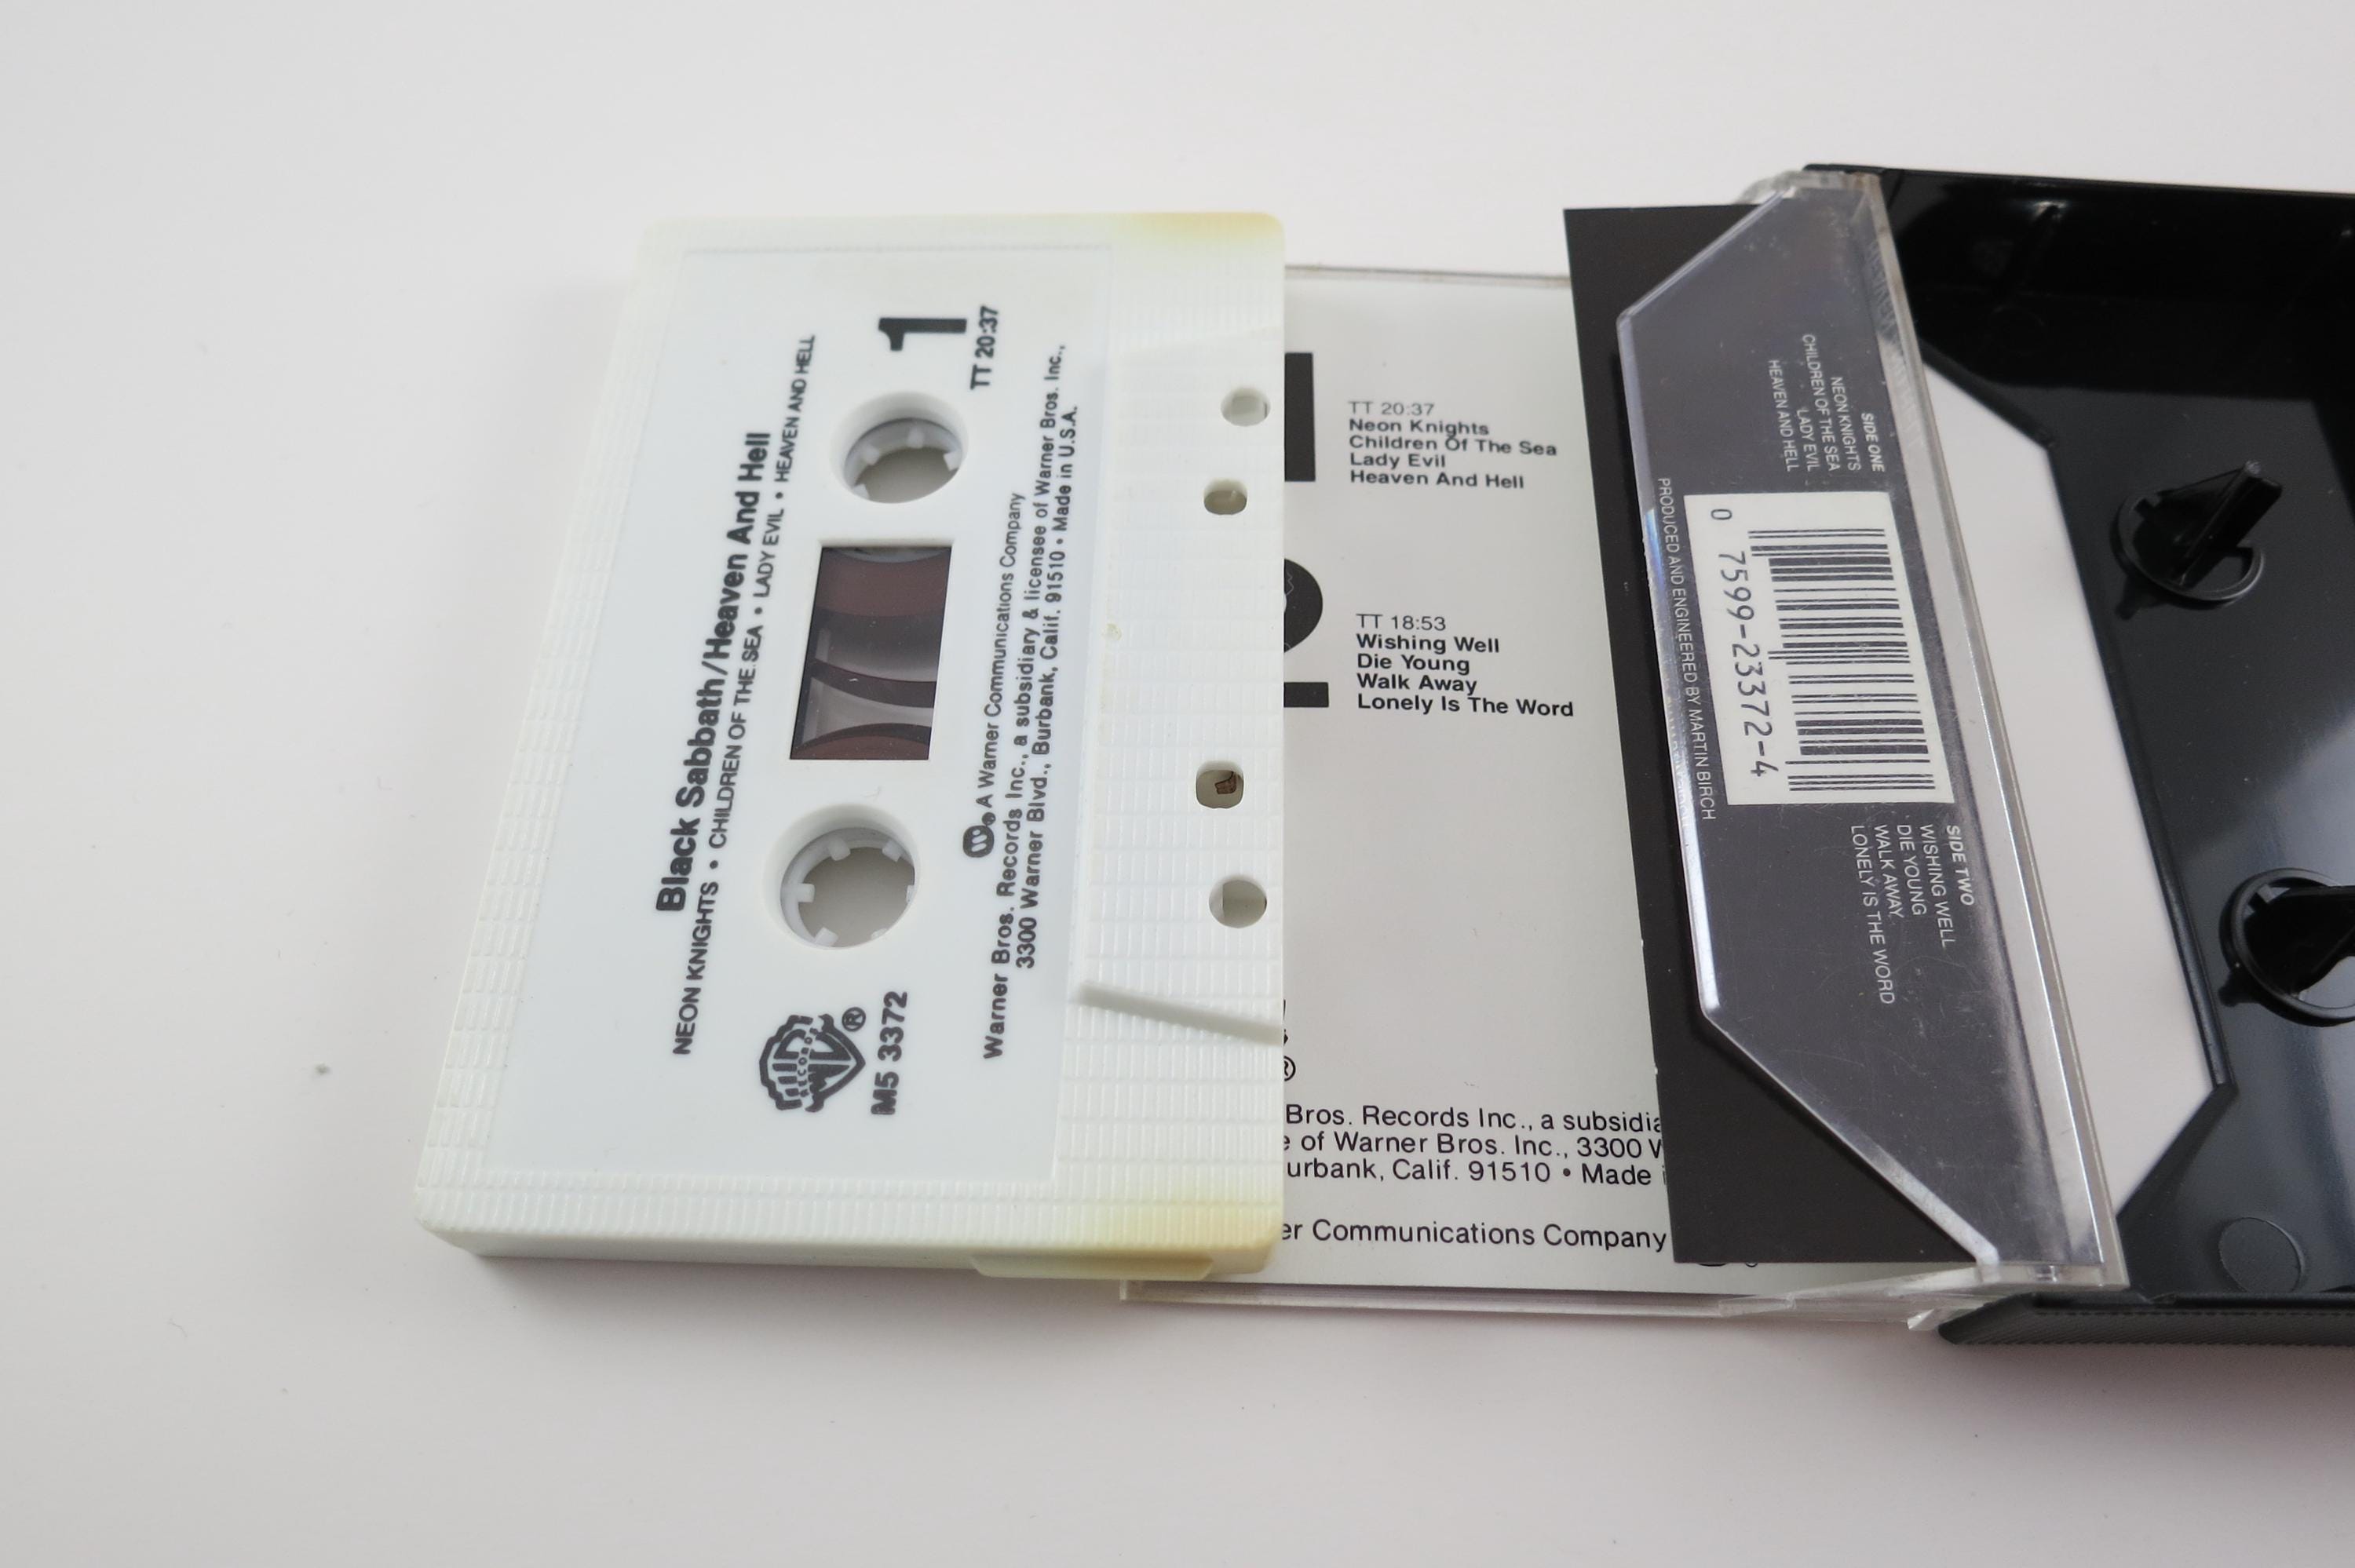 Black Sabbath/Heaven And Hell
NEON KNIGHTS • CHILDREN OF THE SEA • LADY EVIL • HEAVEN AND HELL
1
TT 20:37
RECORDS
®
M5 3372
A Warner Communications Company
Warner Bros. Records Inc., a subsidiary & licensee of Warner Bros. Inc.,
3300 Warner Blvd., Burbank, Calif. 91510 • Made in U.S.A.
TT 20:37
Neon Knights
Children Of The Sea
Lady Evil
Heaven And Hell
TT 18:53
Wishing Well
Die Young
Walk Away
Lonely Is The Word
®
Bros. Records Inc., a
of Warner Bros. Inc., 3300
Calif. 91510 • Made
Communications Company
SIDE ONE
NEON KNIGHTS
CHILDREN OF THE SEA
LADY EVIL
HEAVEN AND HELL
0 7599-23372-4
SIDE TWO
WISHING WELL
DIE YOUNG
WALK AWAY
LONELY IS THE WORD
PRODUCED AND ENGINEERED BY MARTIN BIRCH